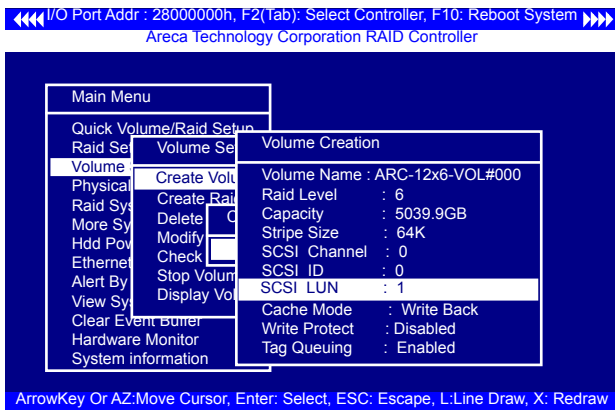 I/O Port Addr : 28000000h, F2(Tab): Select Controller, F10: Reboot System
Areca Technology Corporation RAID Controller
Main Menu
Quick Volume/Raid Setup
Raid Set
Volume
Physical
Raid Sys
More Sy
Hdd Pow
Ethernet
Alert By
View Sys
Clear Event Buffer
Hardware Monitor
System information
Volume Se
Create Volu
Create Rai
Delete
Modify
Check
Stop Volum
Display Vol
C
Volume Creation
Volume Name : ARC-12x6-VOL#000
Raid Level : 6
Capacity : 5039.9GB
Stripe Size : 64K
SCSI Channel : 0
SCSI ID : 0
SCSI LUN : 1
Cache Mode : Write Back
Write Protect : Disabled
Tag Queuing : Enabled
ArrowKey Or AZ:Move Cursor, Enter: Select, ESC: Escape, L:Line Draw, X: Redraw